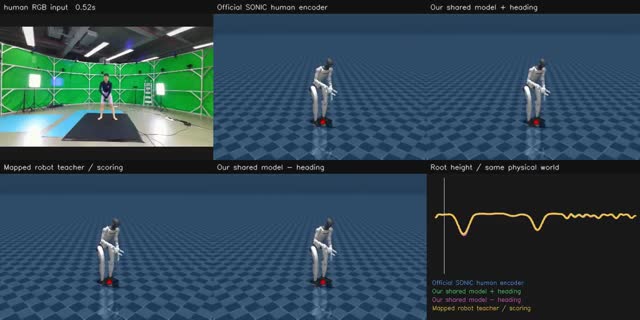 human RGB input 0.52s
Official SONIC human encoder
Our shared model + heading
Mapped robot teacher / scoring
Our shared model − heading
Root height / same physical world
Official SONIC human encoder
Our shared model + heading
Our shared model − heading
Mapped robot teacher / scoring